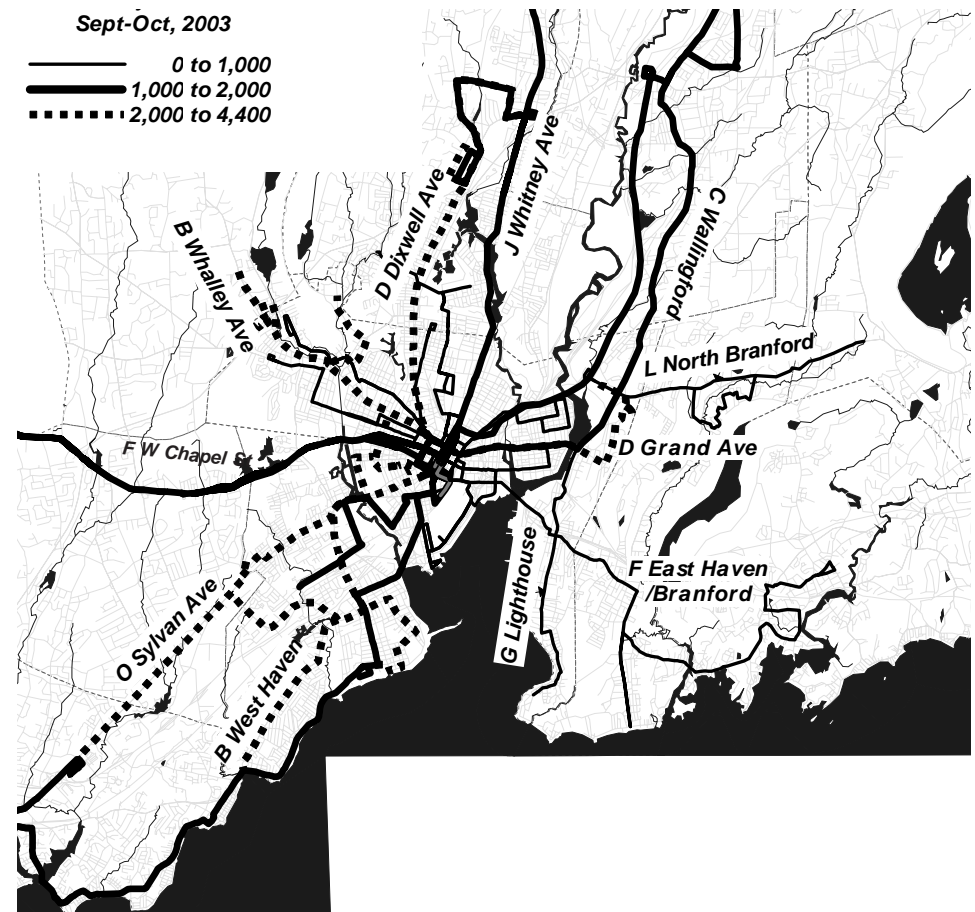 Sept-Oct, 2003
0 to 1,000
1,000 to 2,000
2,000 to 4,400
B Whalley Ave
D Dixwell Ave
J Whitney Ave
C Wallingford
L North Branford
F W Chapel St
D Grand Ave
G Lighthouse
F East Haven
/Branford
O Sylvan Ave
B West Haven